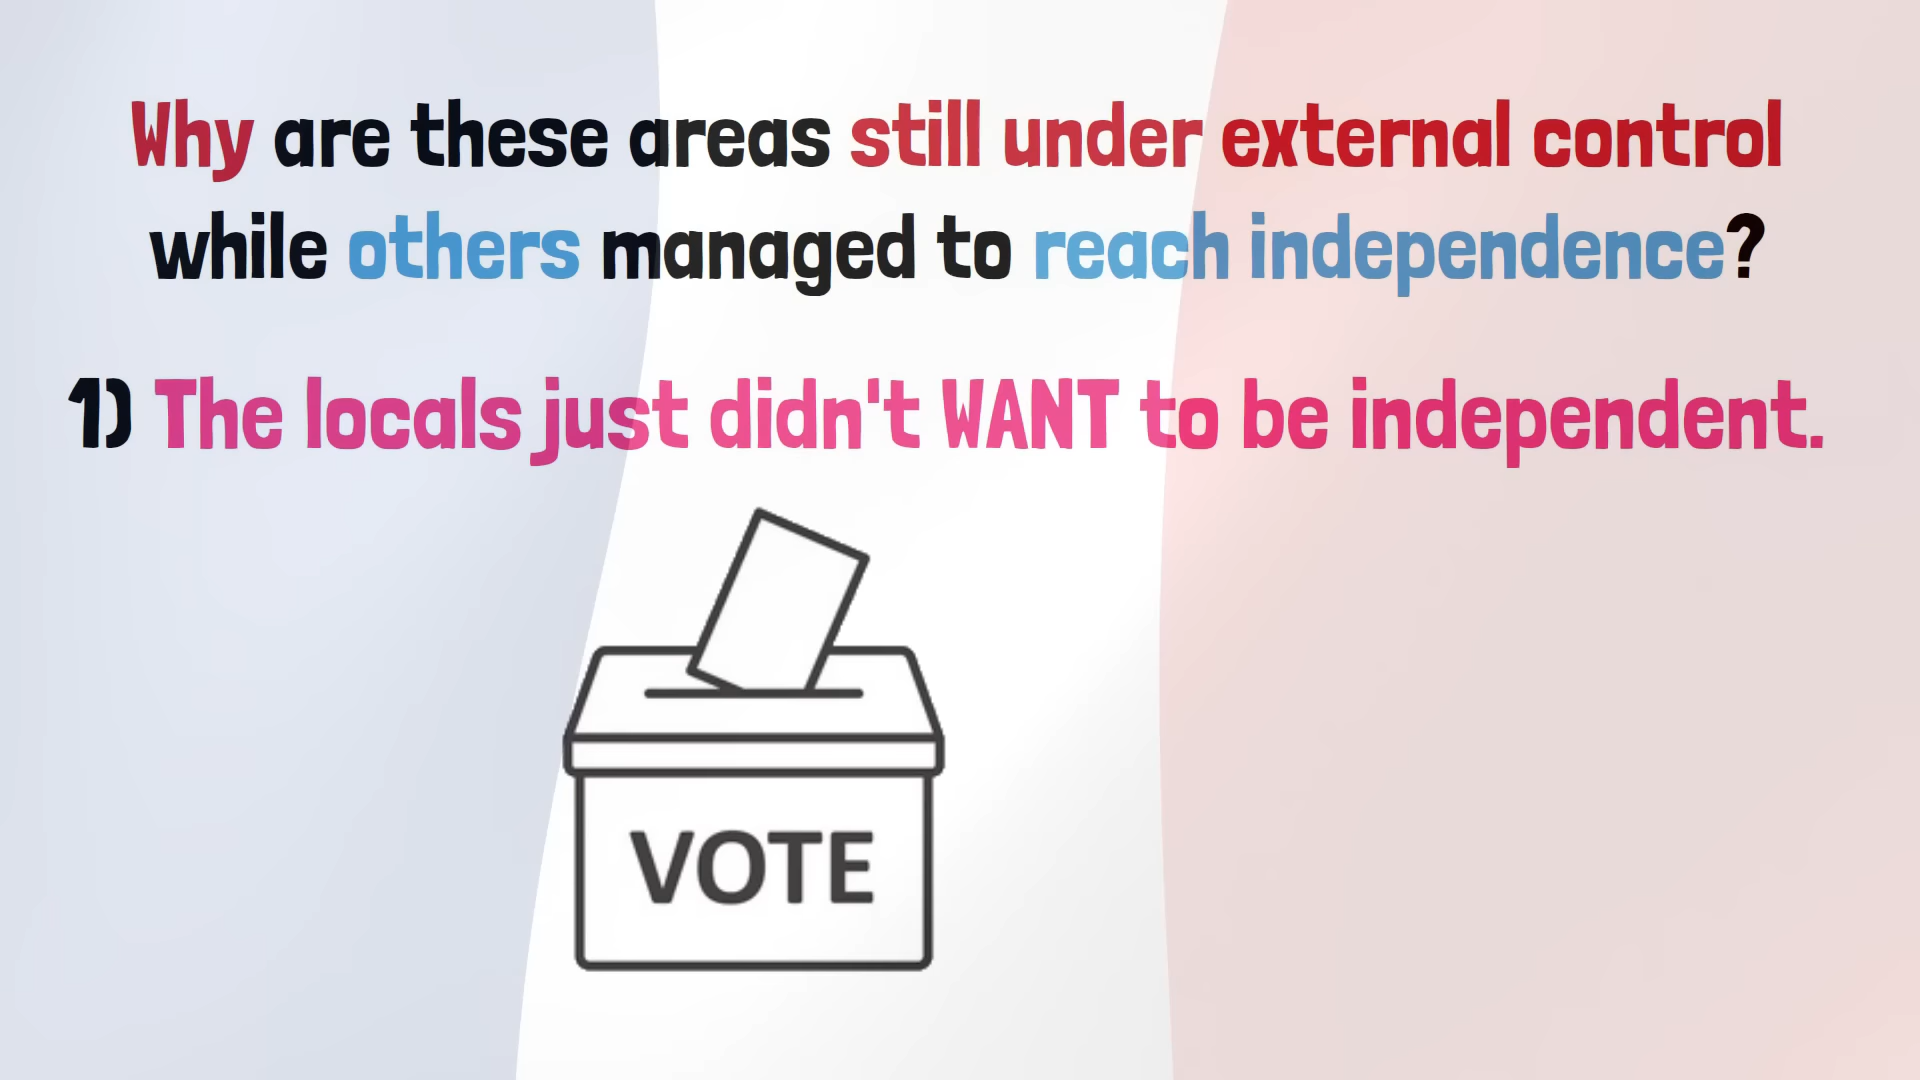 Why are these areas still under external control
while others managed to reach independence?
1) The locals just didn't WANT to be independent.
VOTE